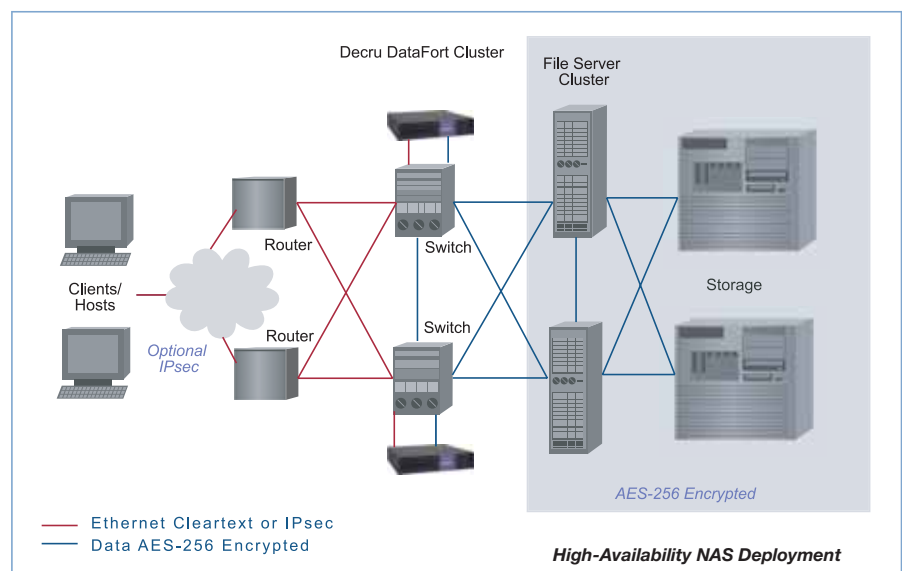 Decru DataFort Cluster
File Server
Cluster
Router
Switch
Clients/
Hosts
Storage
Optional
IPsec
Router
Switch
AES-256 Encrypted
Ethernet Cleartext or IPsec
Data AES-256 Encrypted
High-Availability NAS Deployment